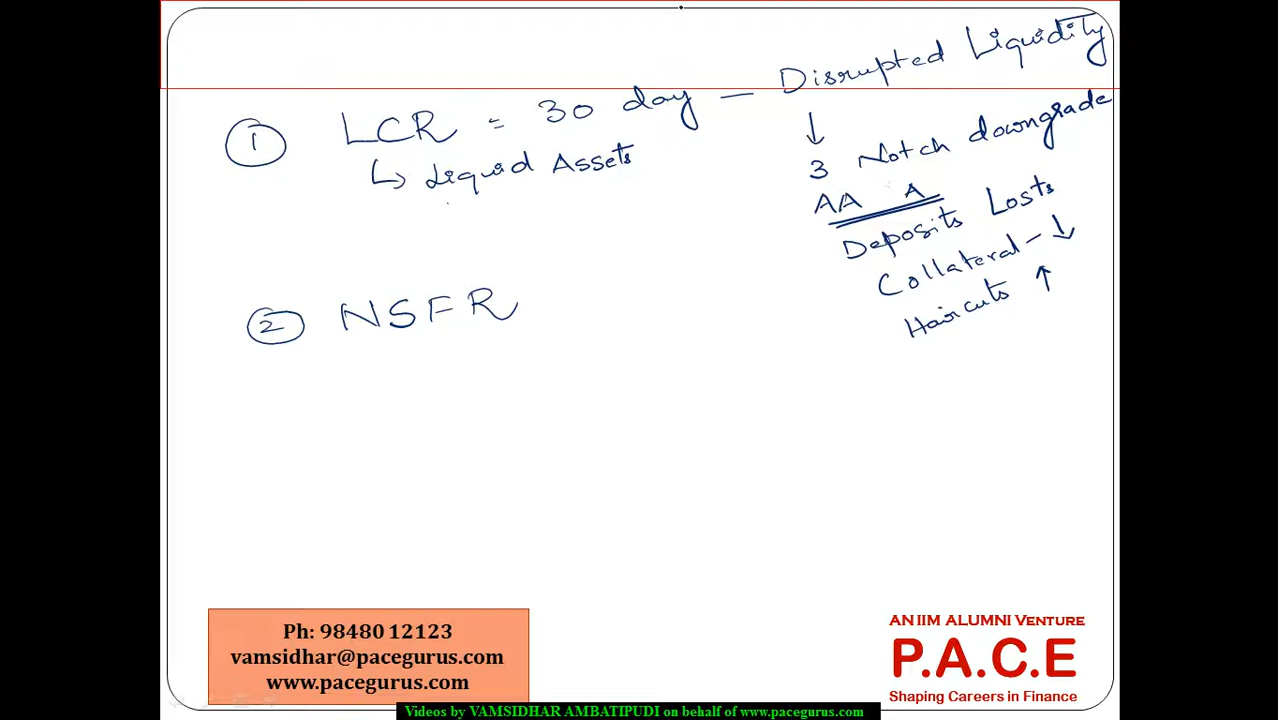 ① LCR = 30 day – Disrupted Liquidity
↳ Liquid Assets
↓
3 Notch downgrade
AA A
Deposits Losts
Collateral – ↓
Haircuts ↑
② NSFR
Ph: 98480 12123
vamsidhar@pacegurus.com
www.pacegurus.com
AN IIM ALUMNI VENTURE
P.A.C.E
Shaping Careers in Finance
Videos by VAMSIDHAR AMBATIPUDI on behalf of www.pacegurus.com